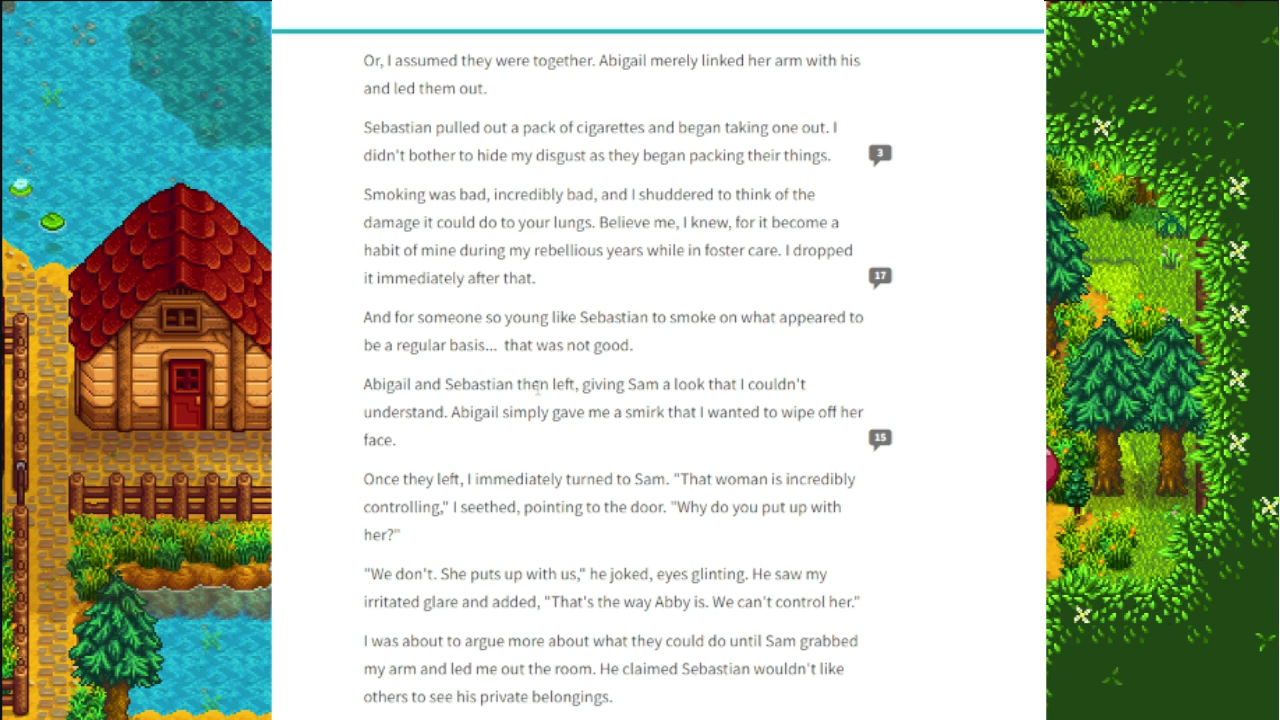 Or, I assumed they were together. Abigail merely linked her arm with his
and led them out.
Sebastian pulled out a pack of cigarettes and began taking one out. I
didn't bother to hide my disgust as they began packing their things.
3
Smoking was bad, incredibly bad, and I shuddered to think of the
damage it could do to your lungs. Believe me, I knew, for it become a
habit of mine during my rebellious years while in foster care. I dropped
it immediately after that.
17
And for someone so young like Sebastian to smoke on what appeared to
be a regular basis... that was not good.
Abigail and Sebastian then left, giving Sam a look that I couldn't
understand. Abigail simply gave me a smirk that I wanted to wipe off her
face.
15
Once they left, I immediately turned to Sam. "That woman is incredibly
controlling," I seethed, pointing to the door. "Why do you put up with
her?"
"We don't. She puts up with us," he joked, eyes glinting. He saw my
irritated glare and added, "That's the way Abby is. We can't control her."
I was about to argue more about what they could do until Sam grabbed
my arm and led me out the room. He claimed Sebastian wouldn't like
others to see his private belongings.